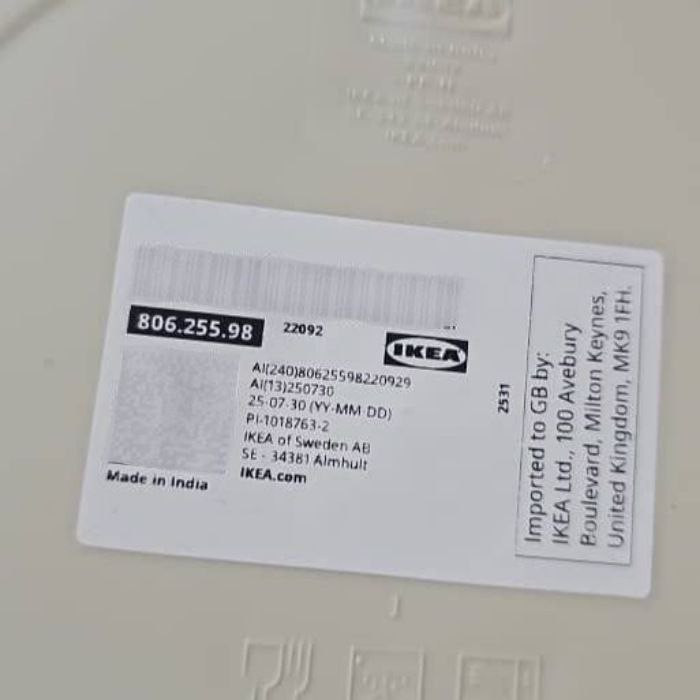 806.255.98
22092
IKEA
AI(240)80625598220929
AI(13)250730
25-07-30 (YY-MM-DD)
PI-1018763-2
IKEA of Sweden AB
SE - 34381 Älmhult
IKEA.com
Made in India
2531
Imported to GB by:
IKEA Ltd., 100 Avebury
Boulevard, Milton Keynes,
United Kingdom, MK9 1FH.